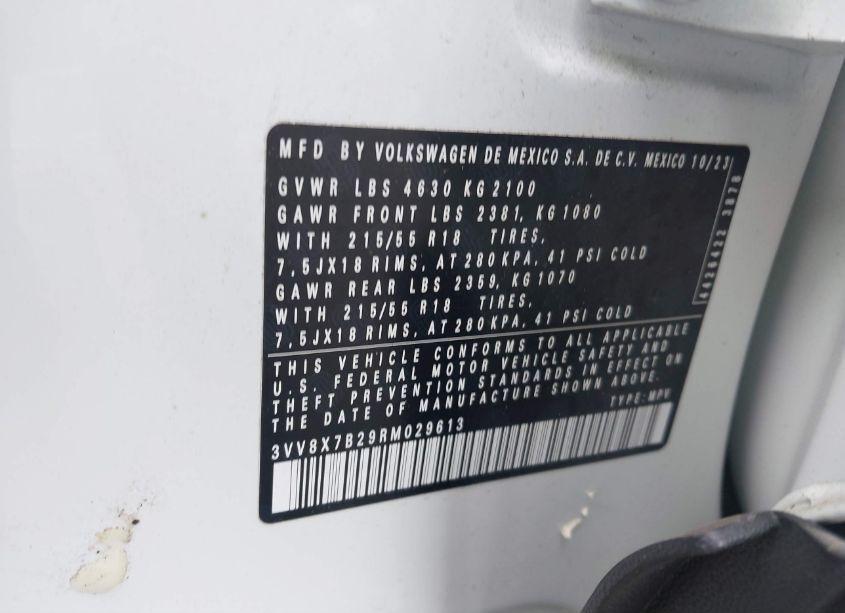 MFD BY VOLKSWAGEN DE MEXICO S.A. DE C.V. MEXICO 10/23
GVWR LBS 4630 KG 2100
GAWR FRONT LBS 2381, KG 1080
WITH 215/55 R18 TIRES,
7,5JX18 RIMS, AT 280 KPA, 41 PSI COLD
GAWR REAR LBS 2359, KG 1070
WITH 215/55 R18 TIRES,
7,5JX18 RIMS, AT 280 KPA, 41 PSI COLD
THIS VEHICLE CONFORMS TO ALL APPLICABLE
U.S. FEDERAL MOTOR VEHICLE SAFETY AND
THEFT PREVENTION STANDARDS IN EFFECT ON
THE DATE OF MANUFACTURE SHOWN ABOVE.
TYPE: MPV
3VV8X7B29RM029613